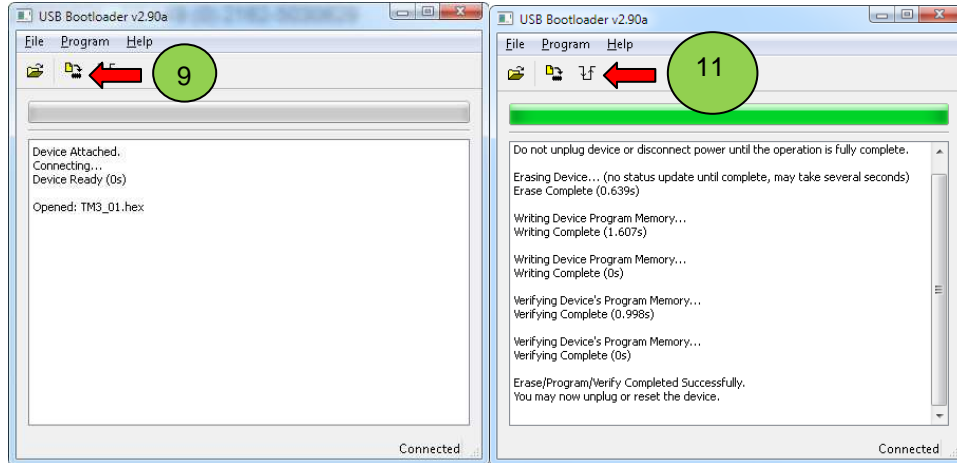 USB Bootloader v2.90a
File Program Help
9
Device Attached.
Connecting...
Device Ready (0s)
Opened: TM3_01.hex
Connected
USB Bootloader v2.90a
File Program Help
11
Do not unplug device or disconnect power until the operation is fully complete.
Erasing Device... (no status update until complete, may take several seconds)
Erase Complete (0.639s)
Writing Device Program Memory...
Writing Complete (1.607s)
Writing Device Program Memory...
Writing Complete (0s)
Verifying Device's Program Memory...
Verifying Complete (0.998s)
Verifying Device's Program Memory...
Verifying Complete (0s)
Erase/Program/Verify Completed Successfully.
You may now unplug or reset the device.
Connected